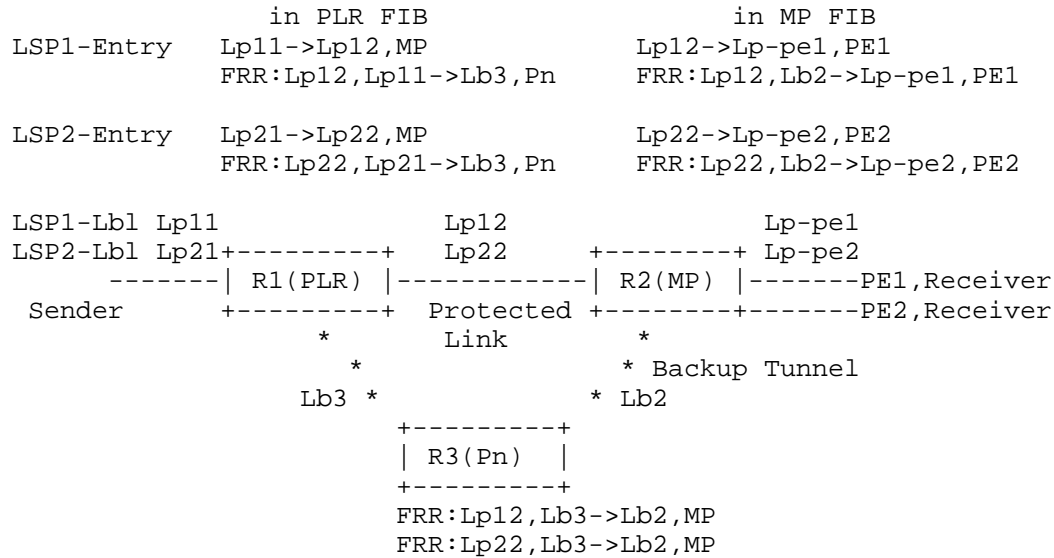 in PLR FIB in MP FIB
LSP1-Entry Lp11->Lp12,MP Lp12->Lp-pe1,PE1
FRR:Lp12,Lp11->Lb3,Pn FRR:Lp12,Lb2->Lp-pe1,PE1
LSP2-Entry Lp21->Lp22,MP Lp22->Lp-pe2,PE2
FRR:Lp22,Lp21->Lb3,Pn FRR:Lp22,Lb2->Lp-pe2,PE2
LSP1-Lbl Lp11 Lp12 Lp-pe1
LSP2-Lbl Lp21+---------+ Lp22 +--------+ Lp-pe2
-------| R1(PLR) |------------| R2(MP) |-------PE1,Receiver
Sender +---------+ Protected +--------+-------PE2,Receiver
* Link *
* * Backup Tunnel
Lb3 * * Lb2
+---------+
| R3(Pn) |
+---------+
FRR:Lp12,Lb3->Lb2,MP
FRR:Lp22,Lb3->Lb2,MP